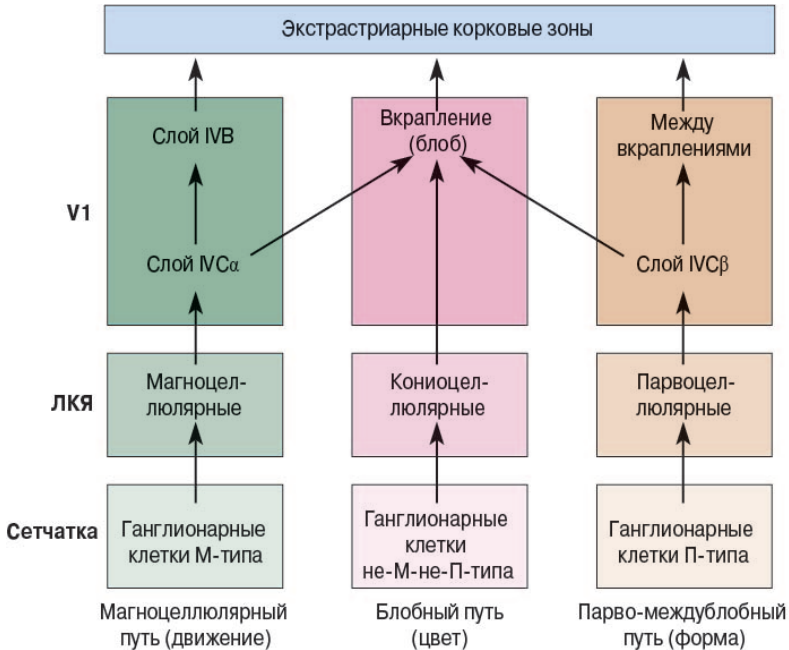 Экстрастриарные корковые зоны
Слой IVB
Вкрапление
(блоб)
Между
вкраплениями
V1
Слой IVCα
Слой IVCβ
ЛКЯ
Магноцел-
люлярные
Кониоцел-
люлярные
Парвоцел-
люлярные
Сетчатка
Ганглионарные
клетки М-типа
Ганглионарные
клетки
не-М-не-П-типа
Ганглионарные
клетки П-типа
Магноцеллюлярный
путь (движение)
Блобный путь
(цвет)
Парво-междублобный
путь (форма)